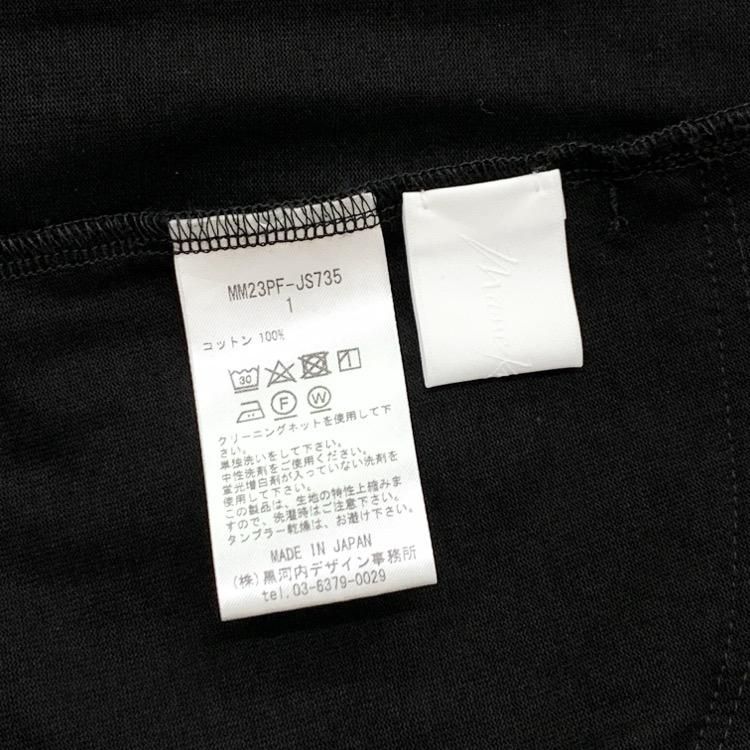 MM23PF-JS735
1
コットン 100%
30
F W
クリーニングネットを使用して下
さい。
単独洗いをして下さい。
中性洗剤をご使用ください。
蛍光増白剤が入っていない洗剤を
使用して下さい。
この製品は、生地の特性上縮みま
すので、洗濯時はご注意下さい。
タンブラー乾燥は、お避け下さい。
MADE IN JAPAN
(株)黒河内デザイン事務所
tel.03-6379-0029